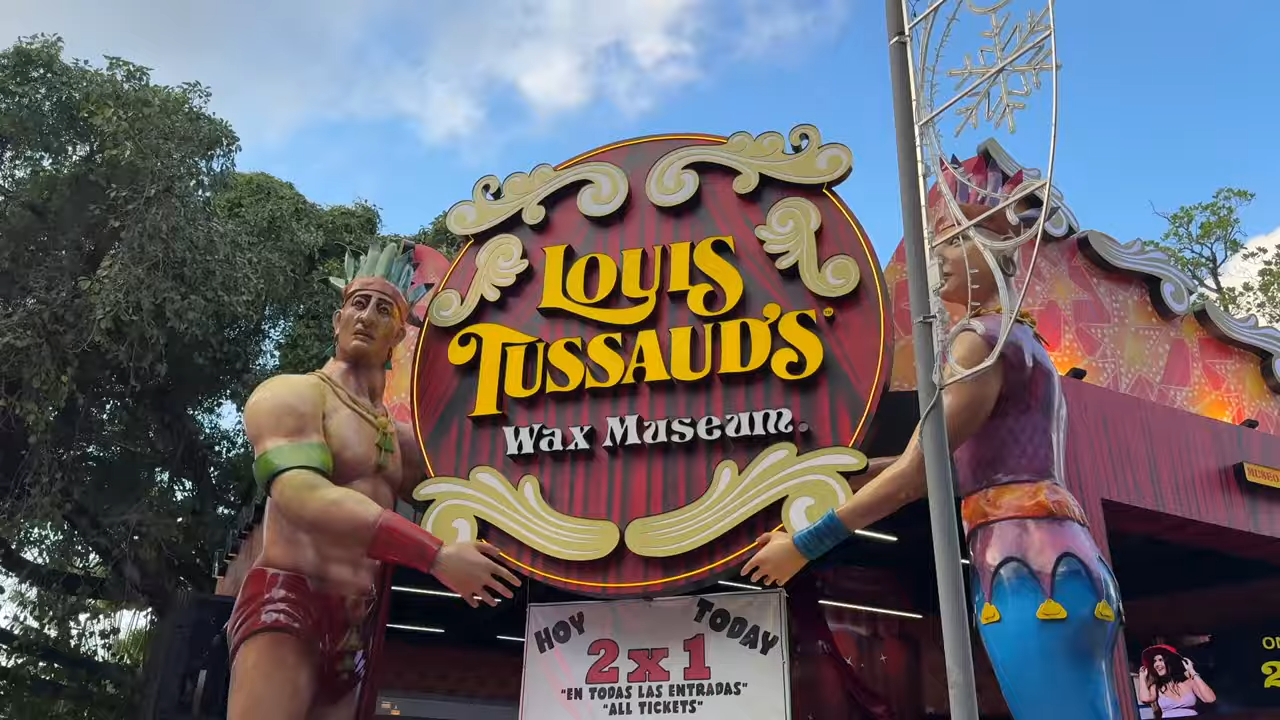 Louis
Tussaud's
Wax Museum
HOY
TODAY
2x1
"EN TODAS LAS ENTRADAS"
"ALL TICKETS"